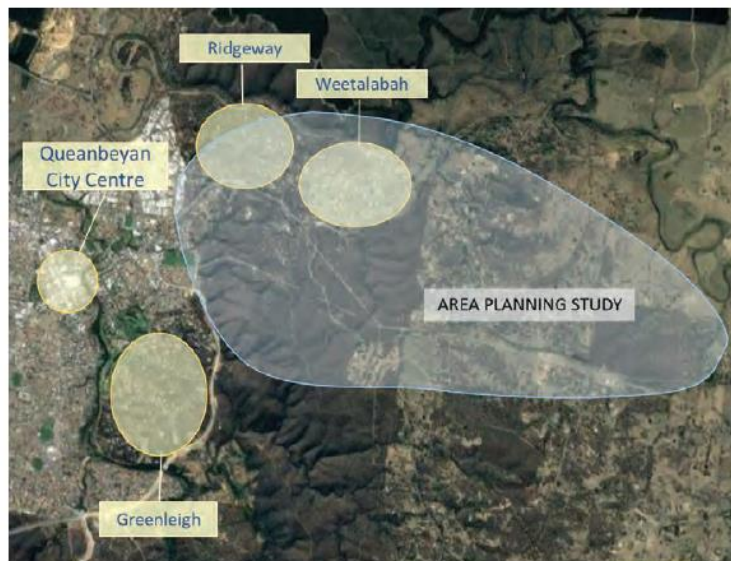 Ridgeway
Weetalabah
Queanbeyan
City Centre
AREA PLANNING STUDY
Greenleigh